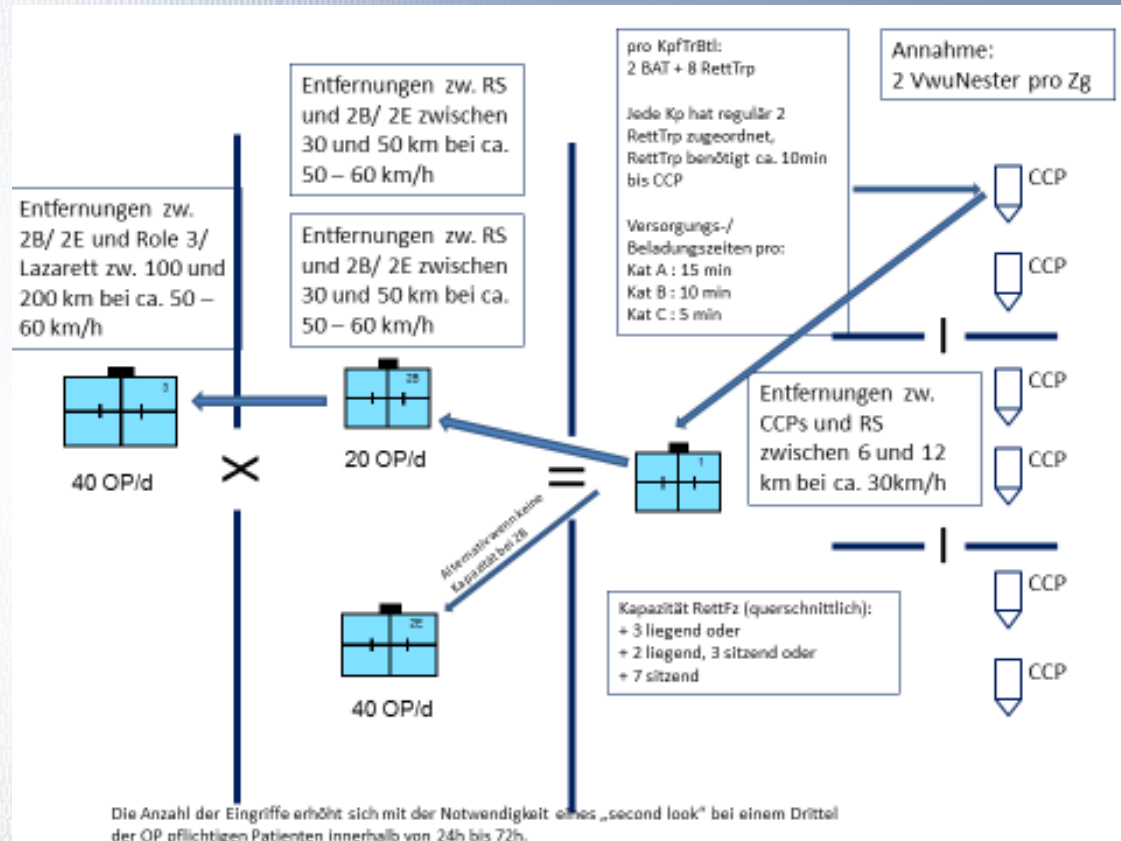 pro KpfTrBtl:
2 BAT + 8 RettTrp
Jede Kp hat regulär 2
RettTrp zugeordnet,
RettTrp benötigt ca. 10min
bis CCP
Versorgungs-/
Beladungszeiten pro:
Kat A : 15 min
Kat B : 10 min
Kat C : 5 min
Annahme:
2 VwuNester pro Zg
Entfernungen zw. RS
und 2B/ 2E zwischen
30 und 50 km bei ca.
50 – 60 km/h
Entfernungen zw.
2B/ 2E und Role 3/
Lazarett zw. 100 und
200 km bei ca. 50 –
60 km/h
Entfernungen zw. RS
und 2B/ 2E zwischen
30 und 50 km bei ca.
50 – 60 km/h
CCP
CCP
CCP
CCP
CCP
CCP
Entfernungen zw.
CCPs und RS
zwischen 6 und 12
km bei ca. 30km/h
3
40 OP/d
2B
20 OP/d
1
Alternativ wenn keine
Kapazität bei 2B
2E
40 OP/d
Kapazität RettFz (querschnittlich):
+ 3 liegend oder
+ 2 liegend, 3 sitzend oder
+ 7 sitzend
Die Anzahl der Eingriffe erhöht sich mit der Notwendigkeit eines „second look" bei einem Drittel
der OP pflichtigen Patienten innerhalb von 24h bis 72h.